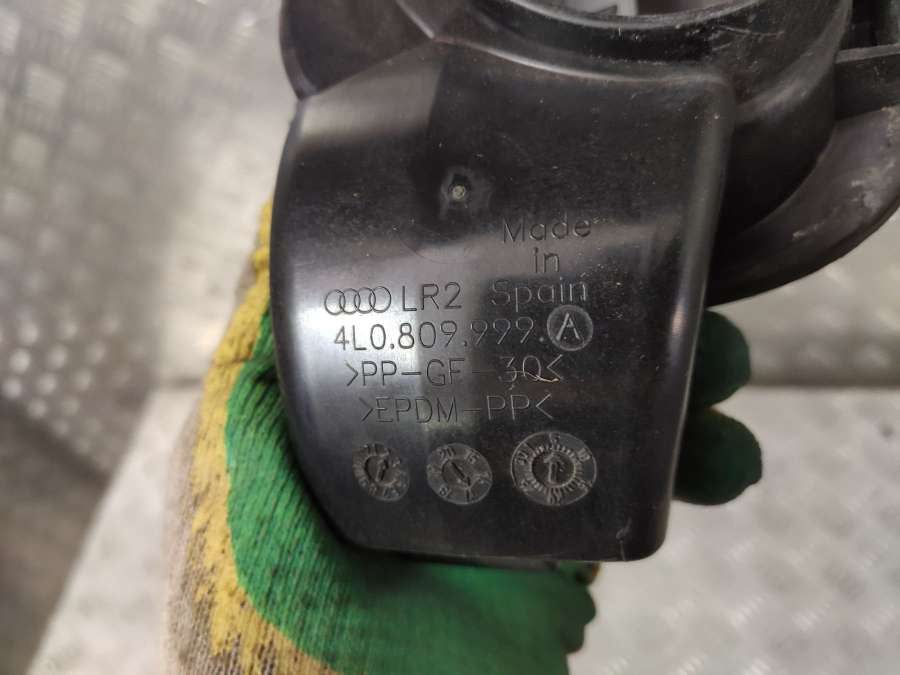 Made
in
LR2 Spain
4L0.809.999. A
>PP-GF-30<
>EPDM-PP<